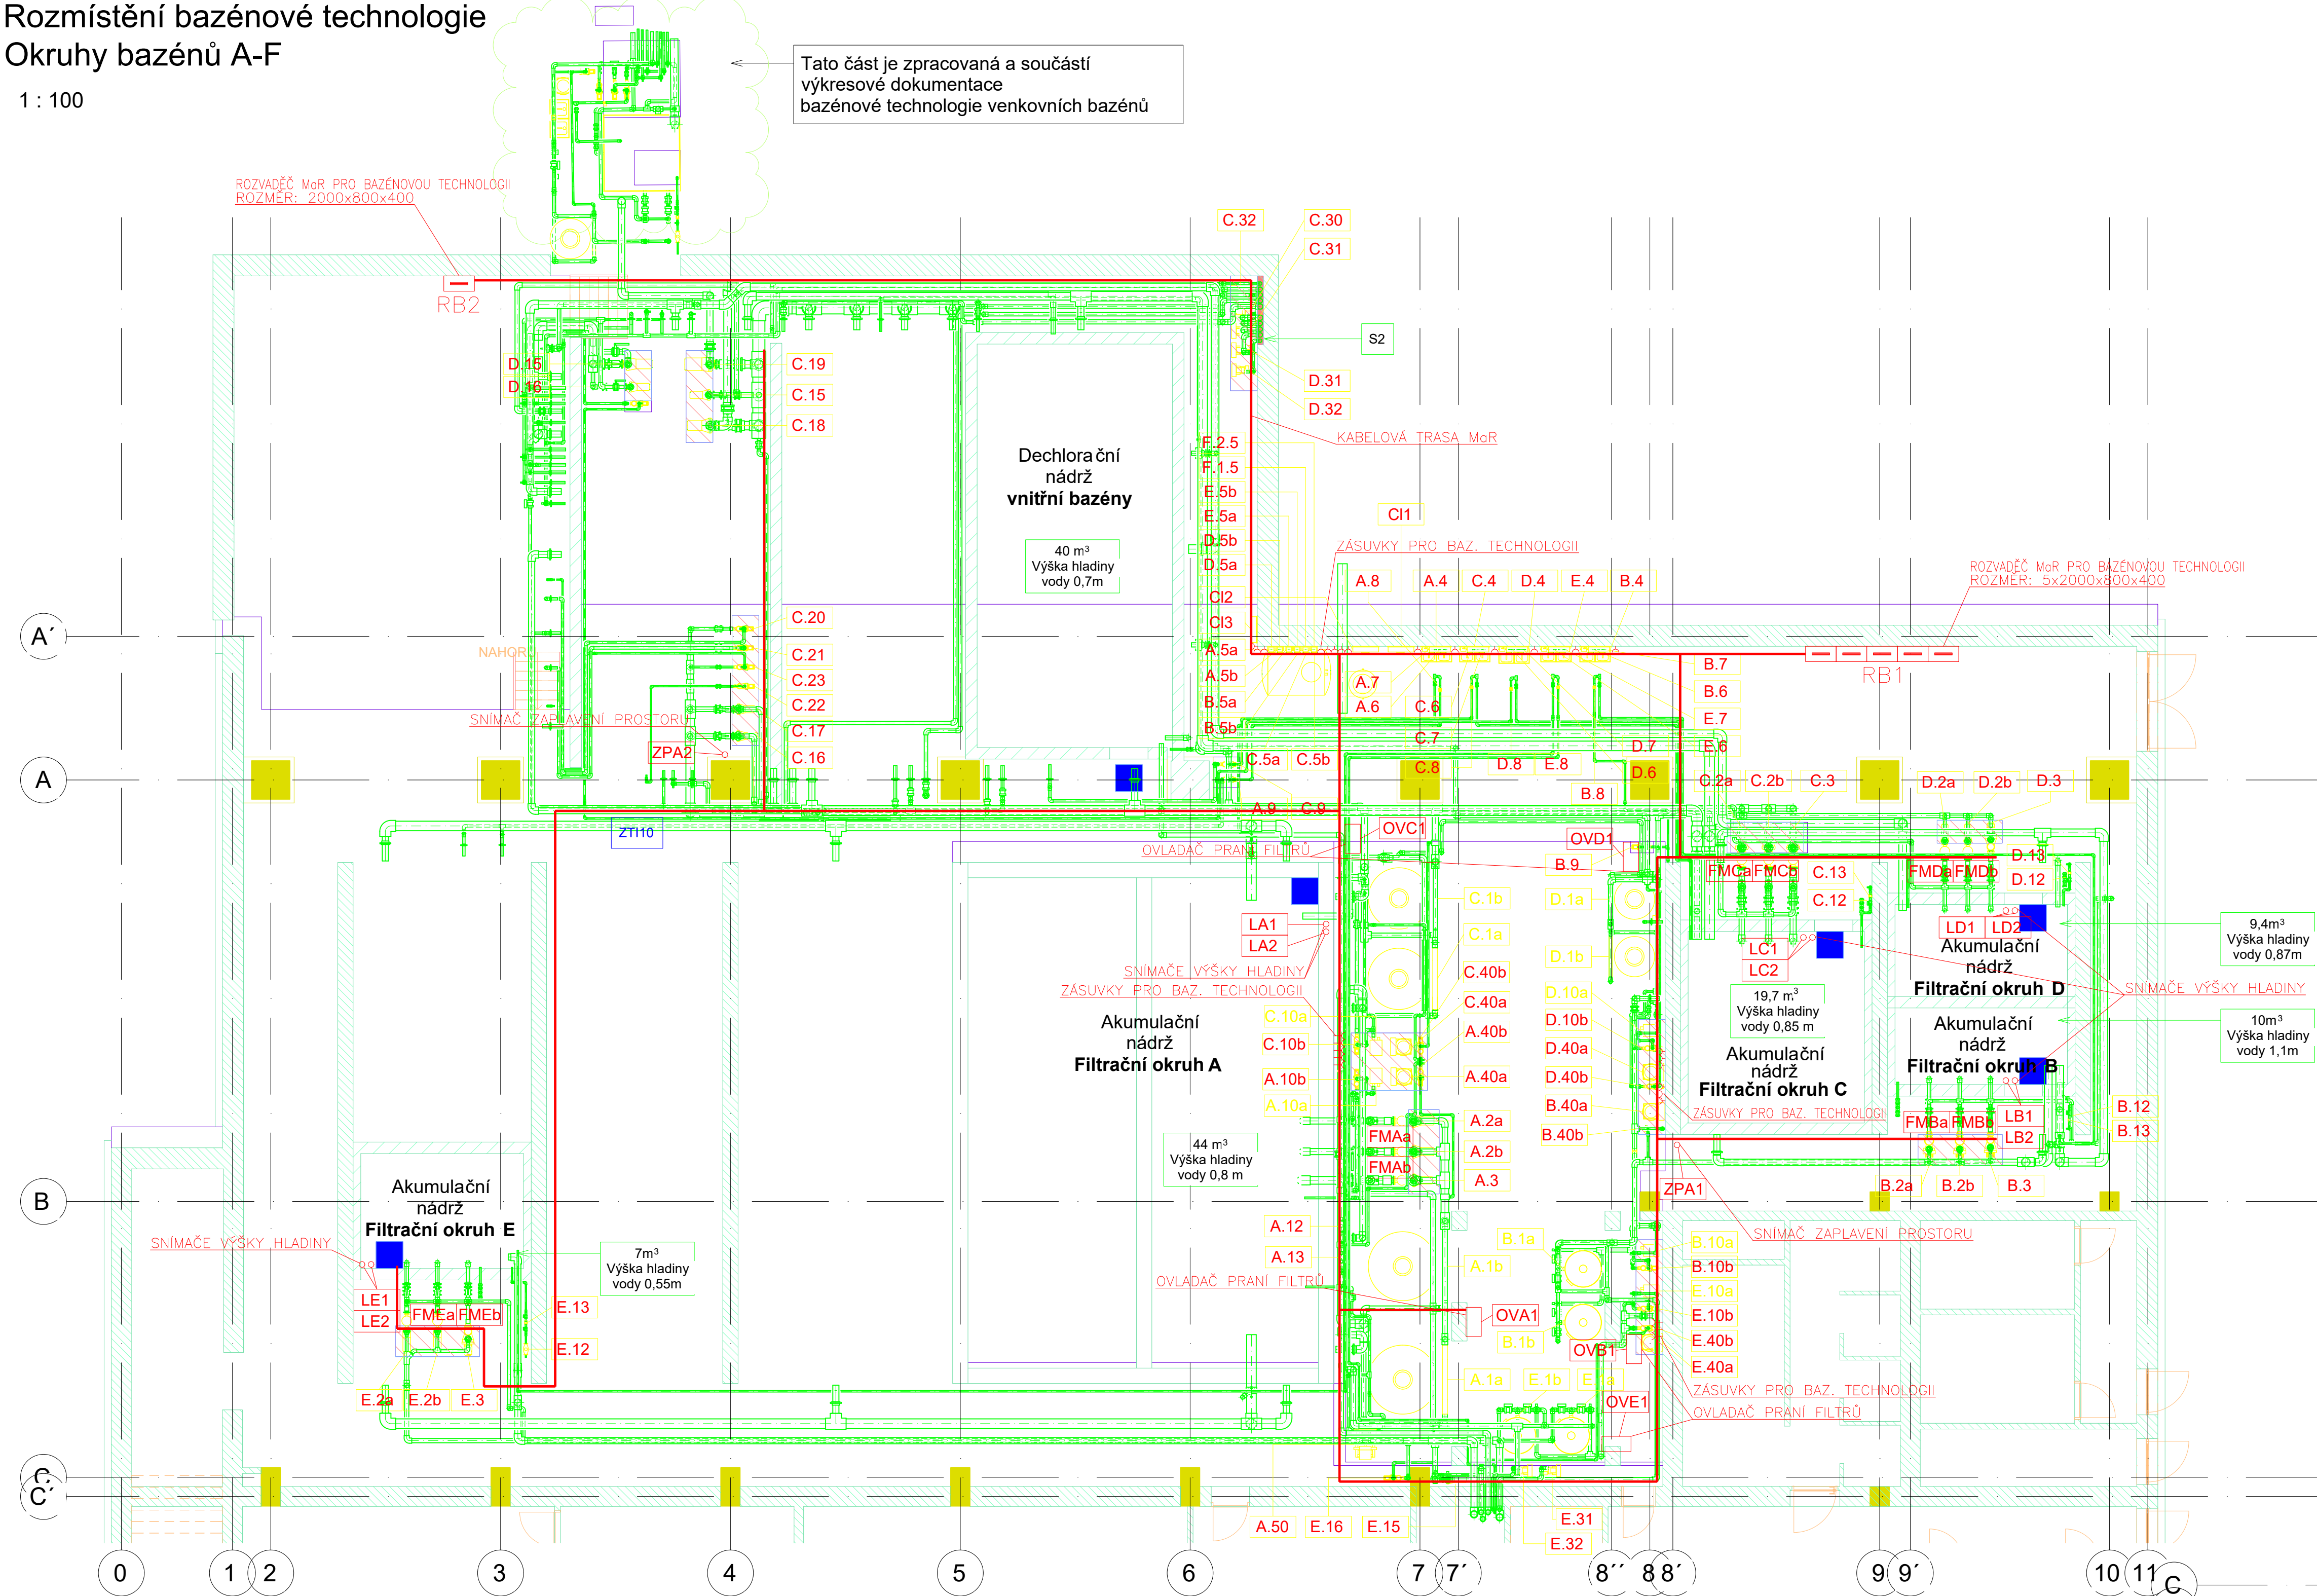 Rozmístění bazénové technologie
Okruhy bazénů A-F
1 : 100
Tato část je zpracovaná a součástí
výkresové dokumentace
bazénové technologie venkovních bazénů
ROZVADĚČ MaR PRO BAZÉNOVOU TECHNOLOGII
ROZMĚR: 2000x800x400
RB2
C.32
C.30
C.31
S2
D.15
D.16
C.19
C.15
C.18
D.31
D.32
KABELOVÁ TRASA MaR
Dechlorační
nádrž
vnitřní bazény
40 m³
Výška hladiny
vody 0,7m
F.2.5
F.1.5
E.5b
E.5a
D.5b
D.5a
Cl2
Cl3
A.5a
A.5b
B.5a
B.5b
Cl1
ZÁSUVKY PRO BAZ. TECHNOLOGII
A.8
A.4
C.4
D.4
E.4
B.4
ROZVADĚČ MaR PRO BAZÉNOVOU TECHNOLOGII
ROZMĚR: 5x2000x800x400
RB1
A´
NAHOR
C.20
C.21
C.23
C.22
C.17
C.16
SNÍMAČ ZAPLAVENÍ PROSTORU
ZPA2
A.7
A.6
C.6
C.7
C.8
B.7
B.6
E.7
E.6
D.7
D.6
C.5a
C.5b
D.8
E.8
B.8
C.2a
C.2b
C.3
D.2a
D.2b
D.3
A
A.9
C.9
ZTI10
OVC1
OVLADAČ PRANÍ FILTRŮ
OVD1
B.9
FMCa
FMCb
C.13
C.12
FMDa
FMDb
D.13
D.12
C.1b
D.1a
LA1
LA2
C.1a
D.1b
LC1
LC2
LD1
LD2
9,4m³
Výška hladiny
vody 0,87m
SNÍMAČE VÝŠKY HLADINY
ZÁSUVKY PRO BAZ. TECHNOLOGII
C.40b
C.40a
A.40b
A.40a
D.10a
D.10b
D.40a
D.40b
B.40a
B.40b
Akumulační
nádrž
Filtrační okruh D
SNÍMAČE VÝŠKY HLADINY
19,7 m³
Výška hladiny
vody 0,85 m
10m³
Výška hladiny
vody 1,1m
Akumulační
nádrž
Filtrační okruh A
C.10a
C.10b
A.10b
A.10a
Akumulační
nádrž
Filtrační okruh C
Akumulační
nádrž
Filtrační okruh B
ZÁSUVKY PRO BAZ. TECHNOLOGII
FMBa
FMBb
LB1
LB2
B.12
B.13
FMAa
FMAb
A.2a
A.2b
A.3
44 m³
Výška hladiny
vody 0,8 m
ZPA1
B.2a
B.2b
B.3
B
Akumulační
nádrž
Filtrační okruh E
A.12
A.13
B.1a
B.10a
B.10b
E.10a
E.10b
E.40b
E.40a
SNÍMAČ ZAPLAVENÍ PROSTORU
SNÍMAČE VÝŠKY HLADINY
7m³
Výška hladiny
vody 0,55m
OVLADAČ PRANÍ FILTRŮ
A.1b
LE1
LE2
FMEa
FMEb
E.13
E.12
OVA1
B.1b
OVB1
A.1a
E.1b
OVE1
ZÁSUVKY PRO BAZ. TECHNOLOGII
OVLADAČ PRANÍ FILTRŮ
E.2a
E.2b
E.3
C
C´
A.50
E.16
E.15
E.31
E.32
0
1
2
3
4
5
6
7
7´
8´´
8
8´
9
9´
10
11
C